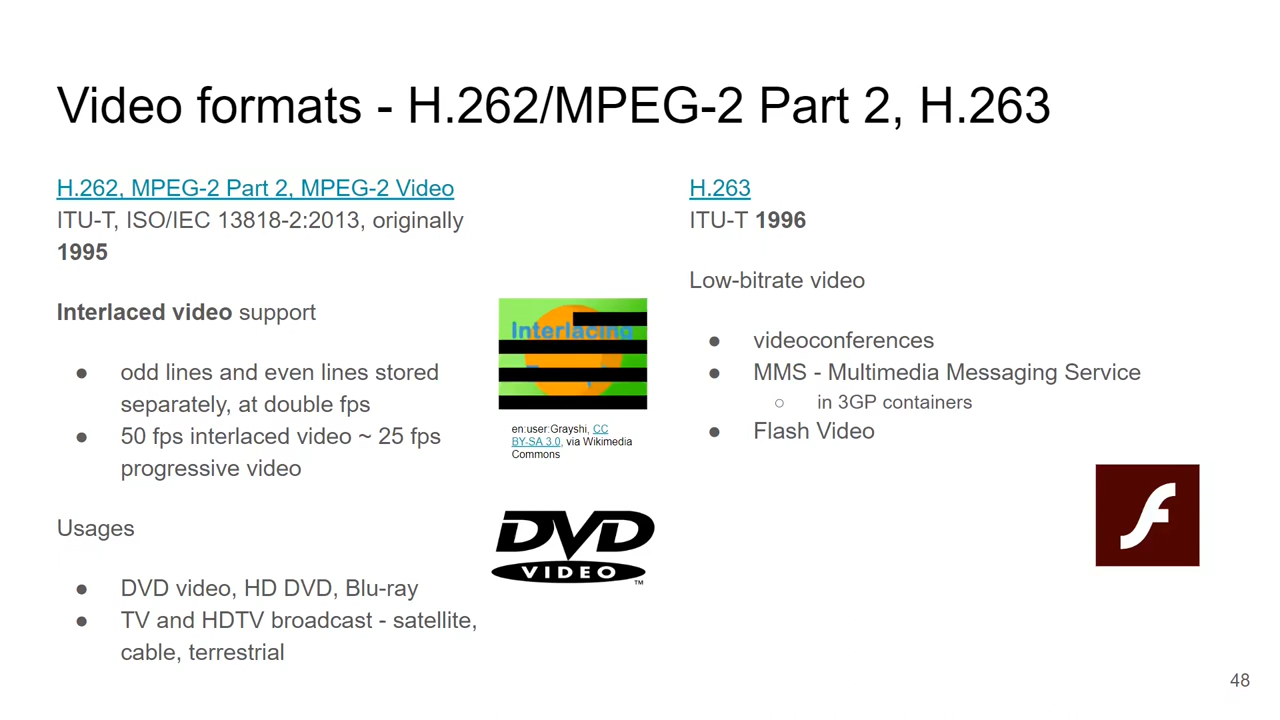 Video formats - H.262/MPEG-2 Part 2, H.263
H.262, MPEG-2 Part 2, MPEG-2 Video
ITU-T, ISO/IEC 13818-2:2013, originally
1995
Interlaced video support
● odd lines and even lines stored
separately, at double fps
● 50 fps interlaced video ~ 25 fps
progressive video
Usages
● DVD video, HD DVD, Blu-ray
● TV and HDTV broadcast - satellite,
cable, terrestrial
Interlacing
en:user:Grayshi, CC
BY-SA 3.0, via Wikimedia
Commons
DVD
VIDEO™
H.263
ITU-T 1996
Low-bitrate video
● videoconferences
● MMS - Multimedia Messaging Service
○ in 3GP containers
● Flash Video
48